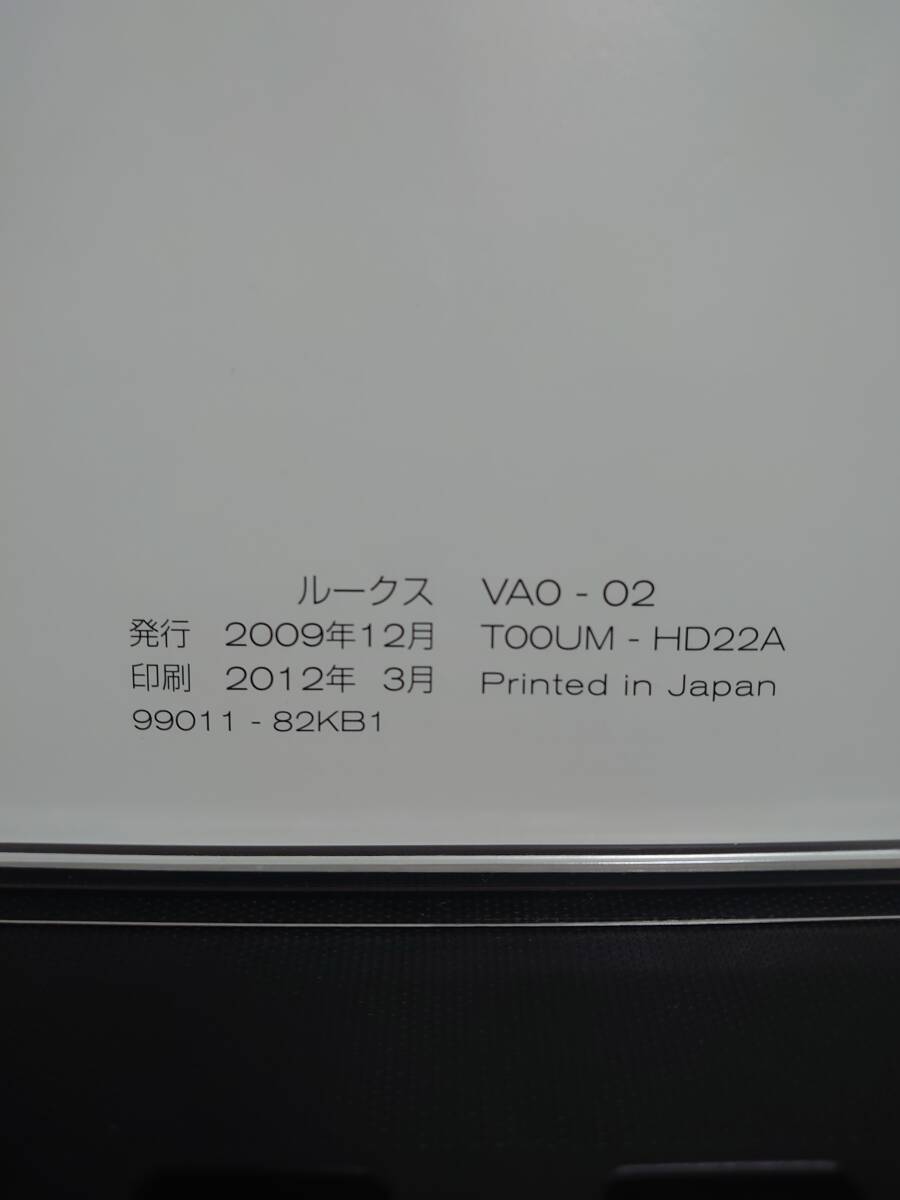 ルークス VA0 - 02
発行 2009年12月 T00UM - HD22A
印刷 2012年 3月 Printed in Japan
99011 - 82KB1